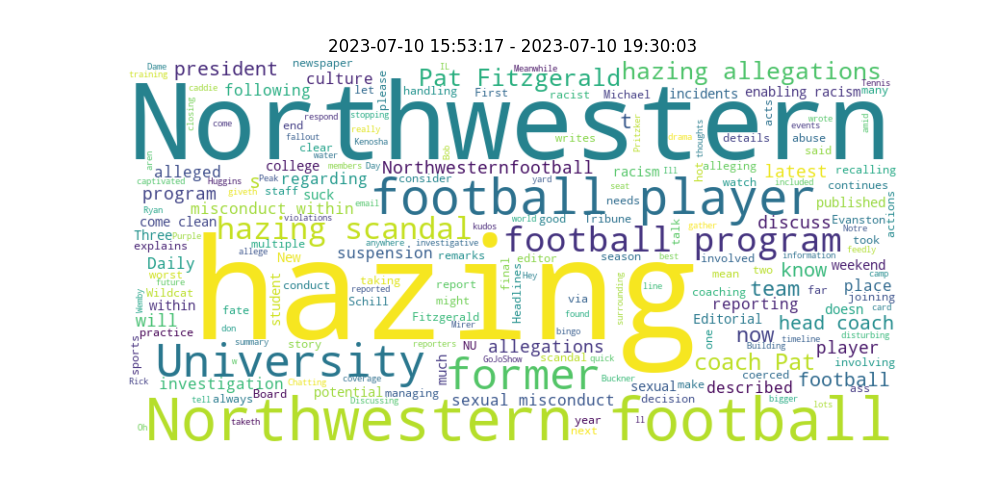 2023-07-10 15:53:17 - 2023-07-10 19:30:03
Dame
training
president
newspaper
culture
please
IL
Pat Fitzgerald
Meanwhile
hazing allegations
Tennis
caddie
following
let
handling
First
racist
Michael
incidents
enabling racism
many
closing
Northwestern
come
end
fallout
clear
water
respond
stopping
really
Kenosha
Bob
writes
t
Pritzker
drama
thoughts
details
acts
events
abuse
wrote
said
amid
aren
alleged
captivated
Huggins
college
members
Day
Northwesternfootball
consider
yard
racism
Ill
hot
alleging
watch
latest
included
recalling
program
giveth
Peak
s
staff
regarding
suck
email
football player
needs
seat
published
continues
actions
Ryan
misconduct within
violations
come clean
hazing scandal
kudos
world
good
Tribune
talk
gather
discuss
Evanston
Notre
Three
explains
allege
multiple
anywhere
investigative
football program
took
feedly
Daily
worst
future
New
suspension
remarks
editor
season
involved
best
information
know
weekend
camp
Wemby
Wildcat
within
student
conduct
taking
reported
hazing
report
final
Headlines
Hey
via
surrounding
line
mean
two
coaching
team
far
place
joining
card
will
practice
fate
don
Schill
might
Fitzgerald
Mirer
found
bingo
reporting
Editorial
one
now
Building
head coach
doesn
timeline
disturbing
sports
summary
University
w
story
reporters
NU
allegations
GoJoShow
scandal
quick
coach Pat
player
involving
Rick
investigation
Chatting
coverage
much
former
Buckner
sexual
make
described
coerced
football
ass
tell
always
Board
potential
Discussing
managing
sexual misconduct
decision
bigger
lots
Oh
Northwestern football
taketh
year
next
ll
Purple